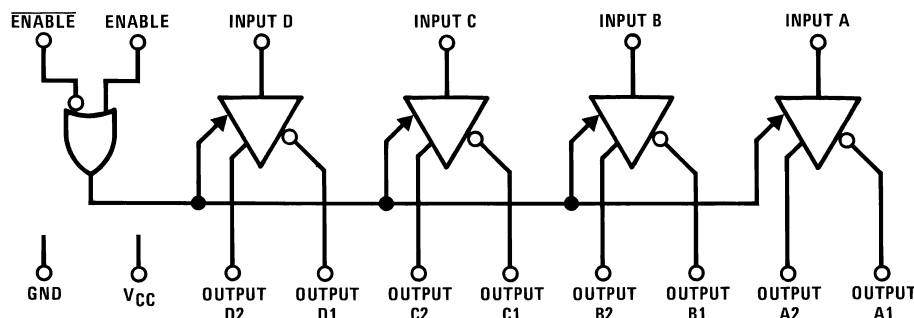 ENABLE ENABLE INPUT D INPUT C INPUT B INPUT A
GND VCC OUTPUT D2 OUTPUT D1 OUTPUT C2 OUTPUT C1 OUTPUT B2 OUTPUT B1 OUTPUT A2 OUTPUT A1